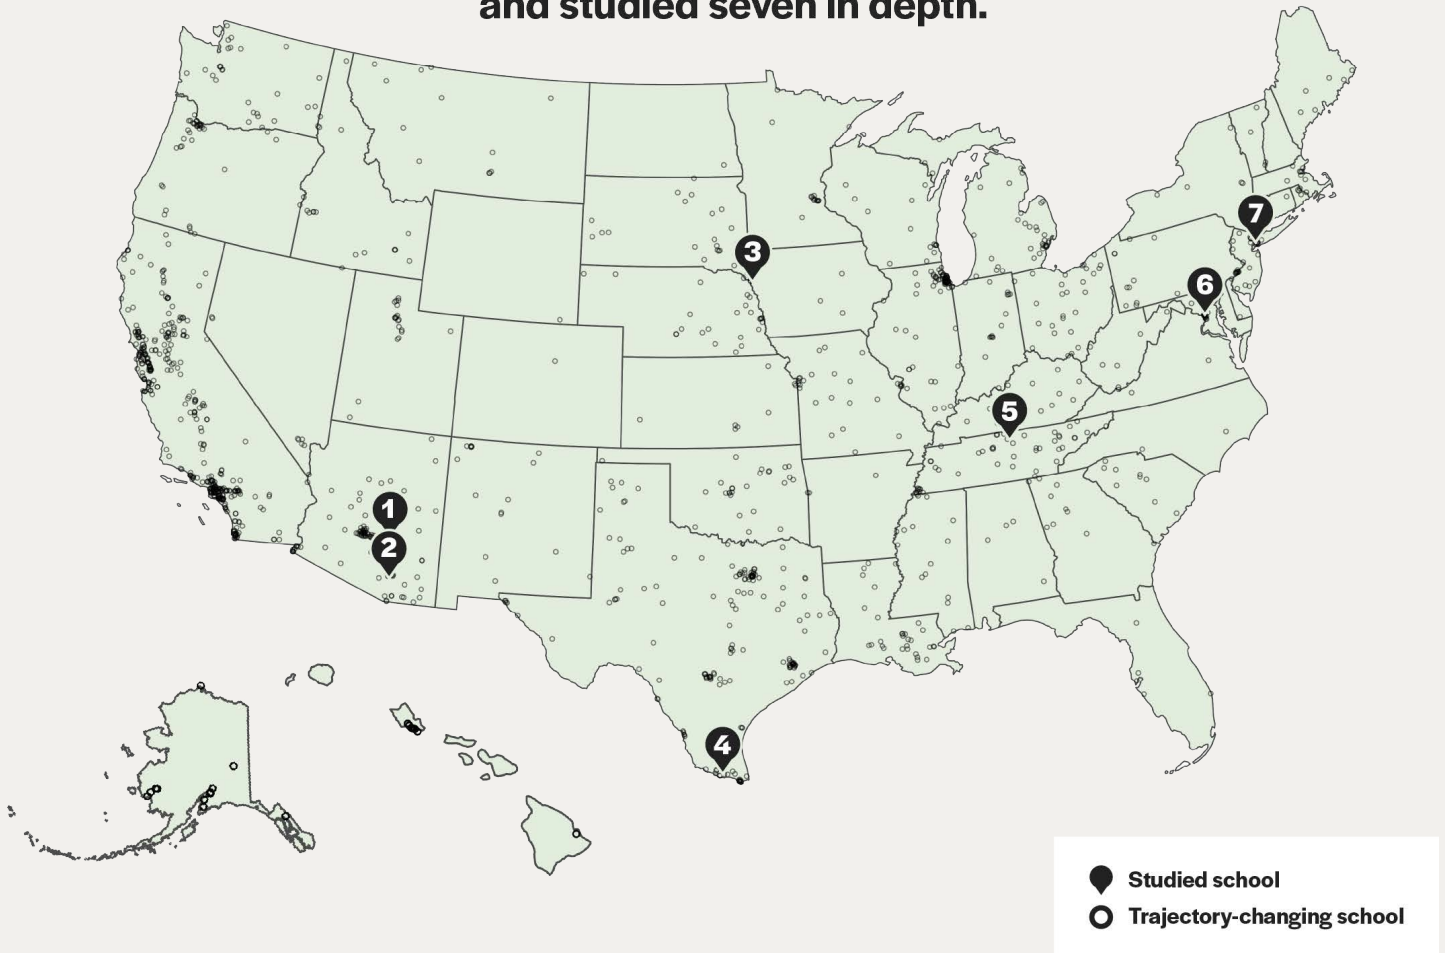 and studied seven in depth.
7
3
6
5
1
2
4
Studied school
Trajectory-changing school